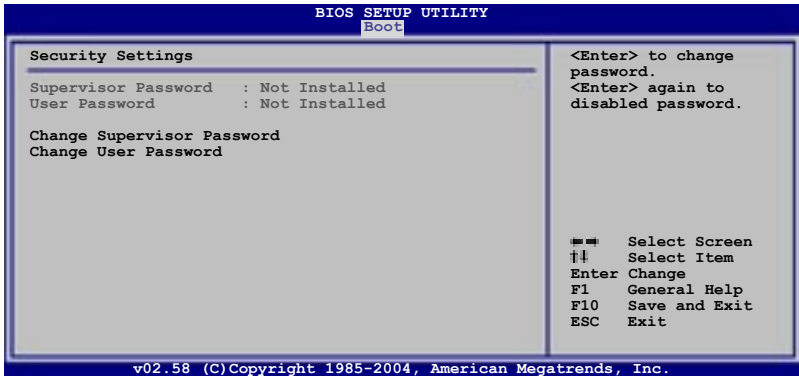 BIOS SETUP UTILITY
Boot
Security Settings
Supervisor Password : Not Installed
User Password : Not Installed
Change Supervisor Password
Change User Password
<Enter> to change
password.
<Enter> again to
disabled password.
Select Screen
Select Item
Enter Change
F1 General Help
F10 Save and Exit
ESC Exit
v02.58 (C)Copyright 1985-2004, American Megatrends, Inc.